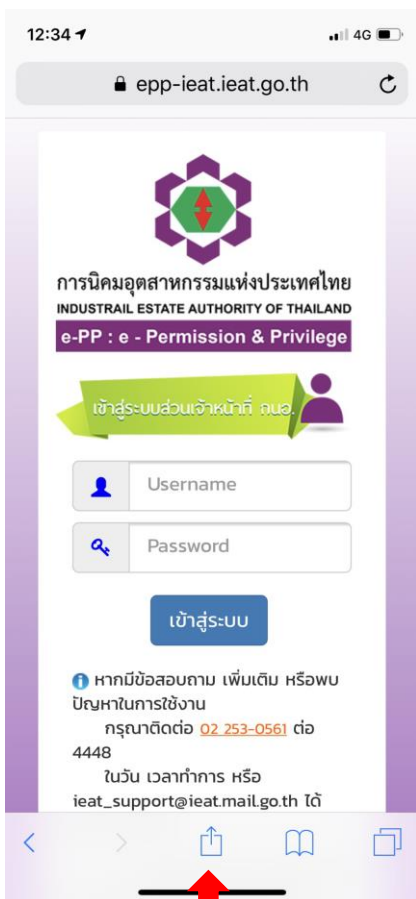 12:34
4G
epp-ieat.ieat.go.th
การนิคมอุตสาหกรรมแห่งประเทศไทย
INDUSTRAIL ESTATE AUTHORITY OF THAILAND
e-PP : e - Permission & Privilege
เข้าสู่ระบบส่วนเจ้าหน้าที่ กนอ.
Username
Password
เข้าสู่ระบบ
หากมีข้อสอบถาม เพิ่มเติม หรือพบ
ปัญหาในการใช้งาน
กรุณาติดต่อ 02 253-0561 ต่อ
4448
ในวัน เวลาทำการ หรือ
ieat_support@ieat.mail.go.th ได้